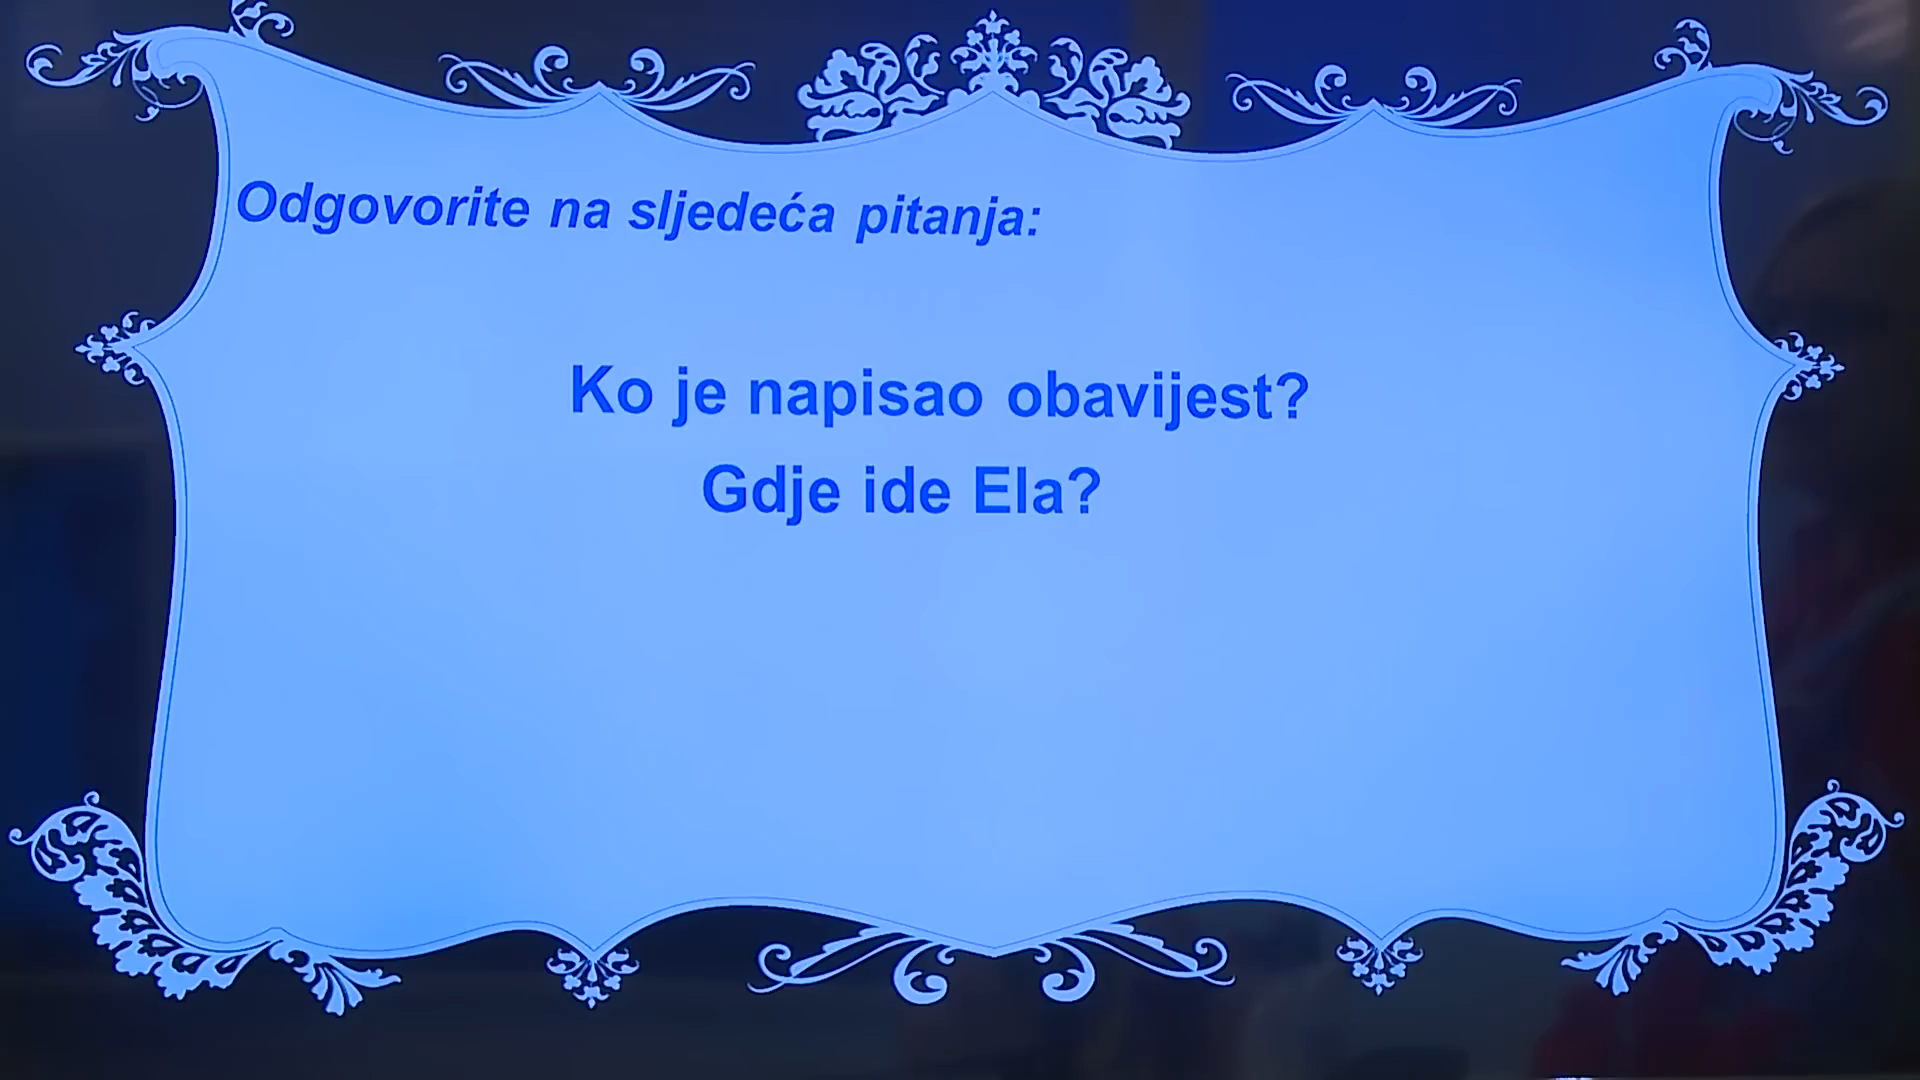 Odgovorite na sljedeća pitanja:
Ko je napisao obavijest?
Gdje ide Ela?